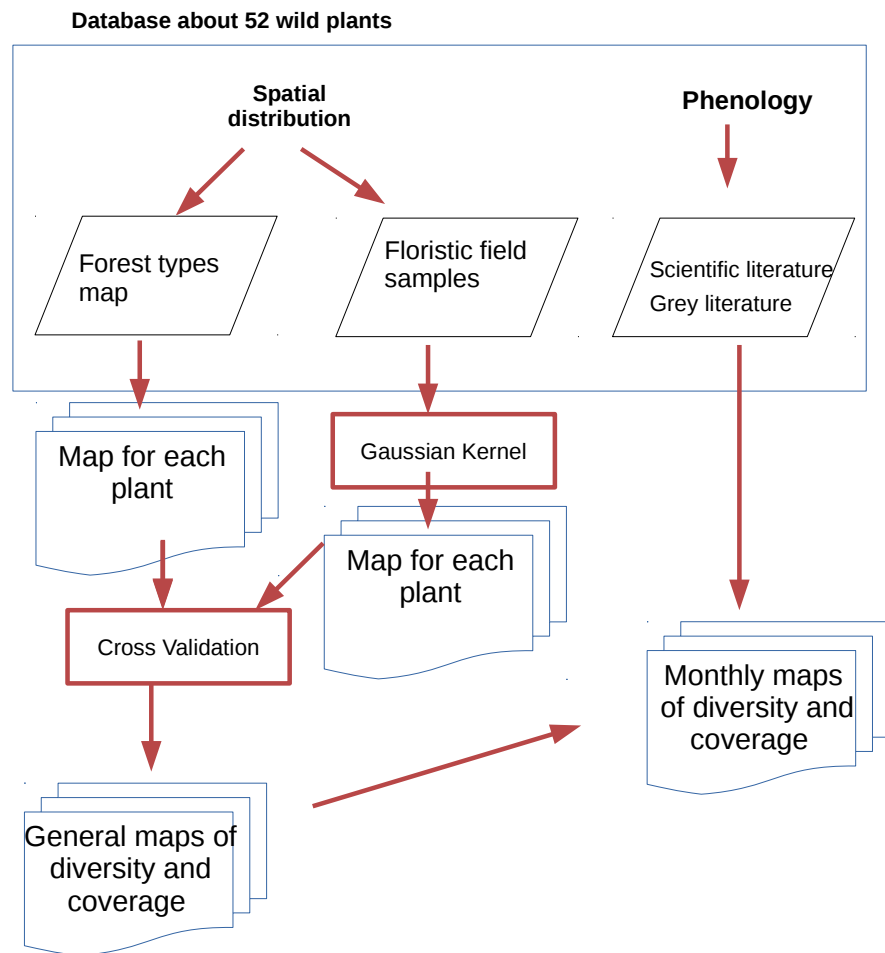 Database about 52 wild plants
Spatial
distribution
Phenology
Forest types
map
Floristic field
samples
Scientific literature
Grey literature
Map for each
plant
Gaussian Kernel
Map for each
plant
Cross Validation
Monthly maps
of diversity and
coverage
General maps of
diversity and
coverage